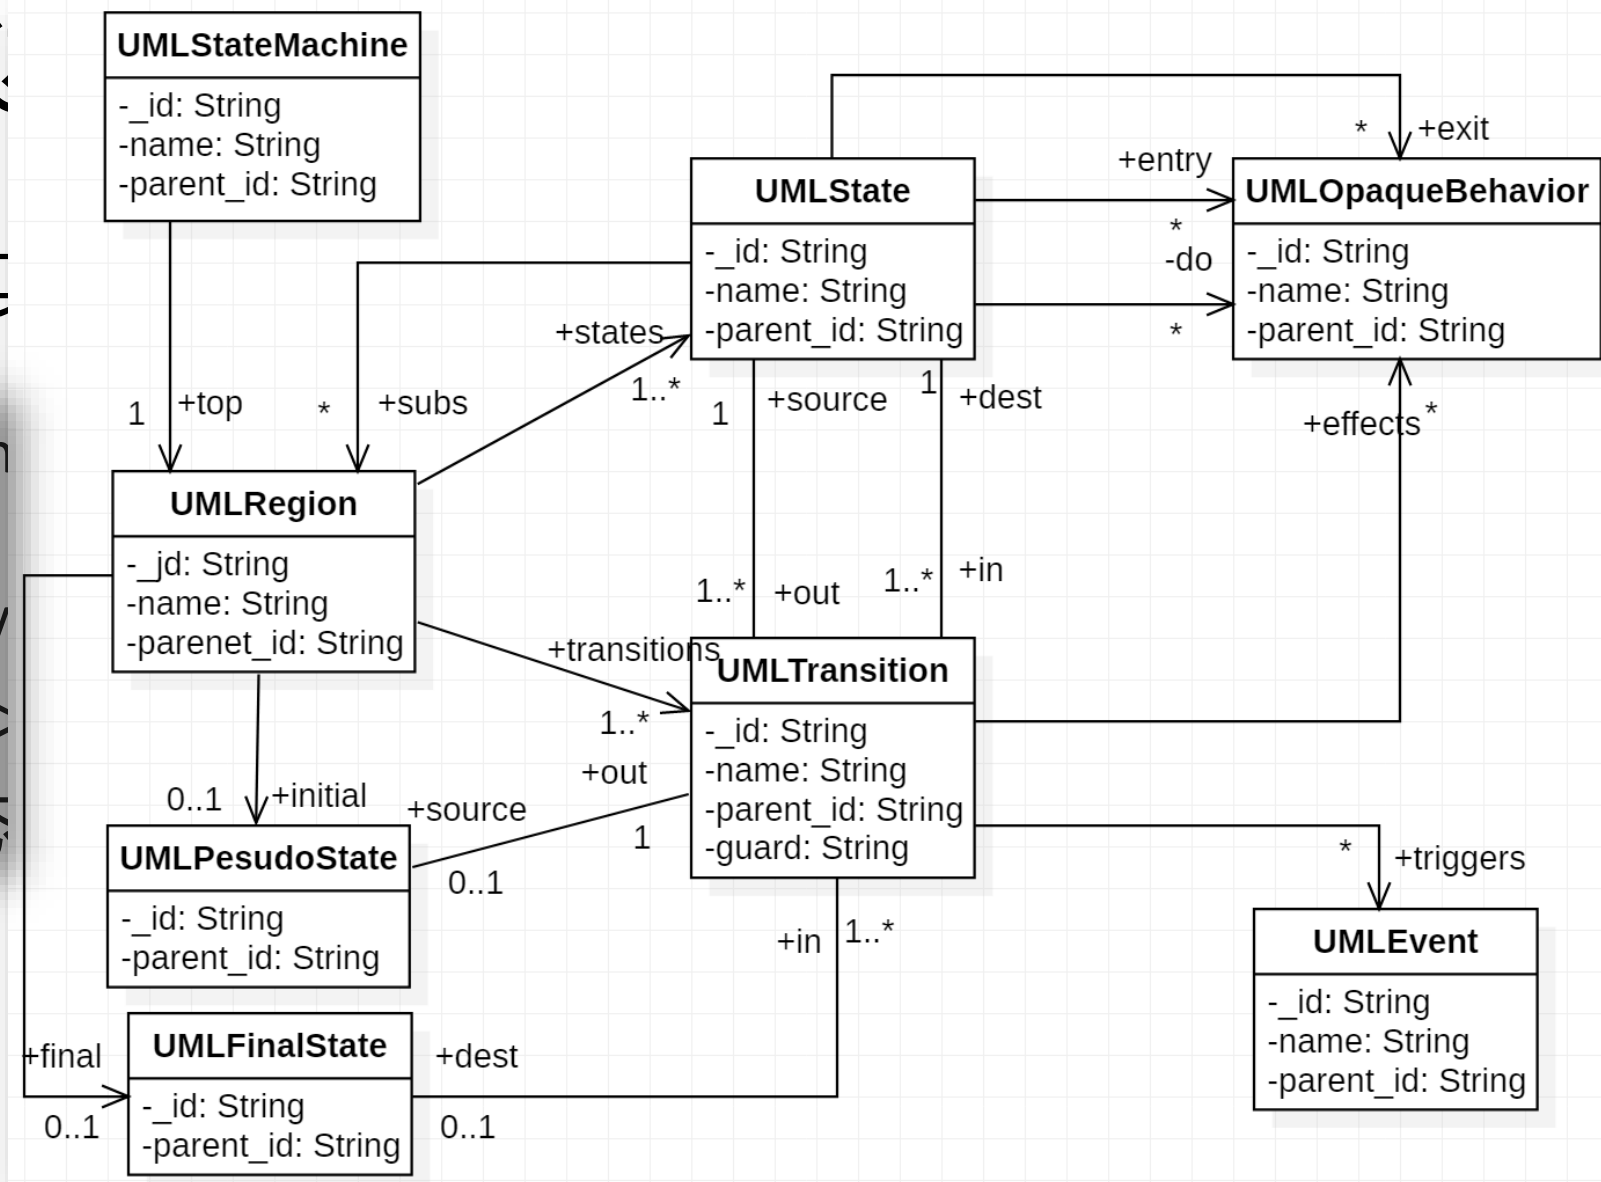 UMLStateMachine
-_id: String
-name: String
-parent_id: String
1
+top
*
+subs
+states
1..*
UMLState
-_id: String
-name: String
-parent_id: String
+entry
*
-do
*
*
+exit
UMLOpaqueBehavior
-_id: String
-name: String
-parent_id: String
1
+source
1
+dest
+effects
*
UMLRegion
-_jd: String
-name: String
-parenet_id: String
1..*
+out
1..*
+in
+transitions
1..*
UMLTransition
-_id: String
-name: String
-parent_id: String
-guard: String
0..1
+initial
+source
0..1
+out
1
UMLPesudoState
-_id: String
-parent_id: String
*
+triggers
UMLEvent
-_id: String
-name: String
-parent_id: String
+in
1..*
+final
0..1
UMLFinalState
-_id: String
-parent_id: String
+dest
0..1